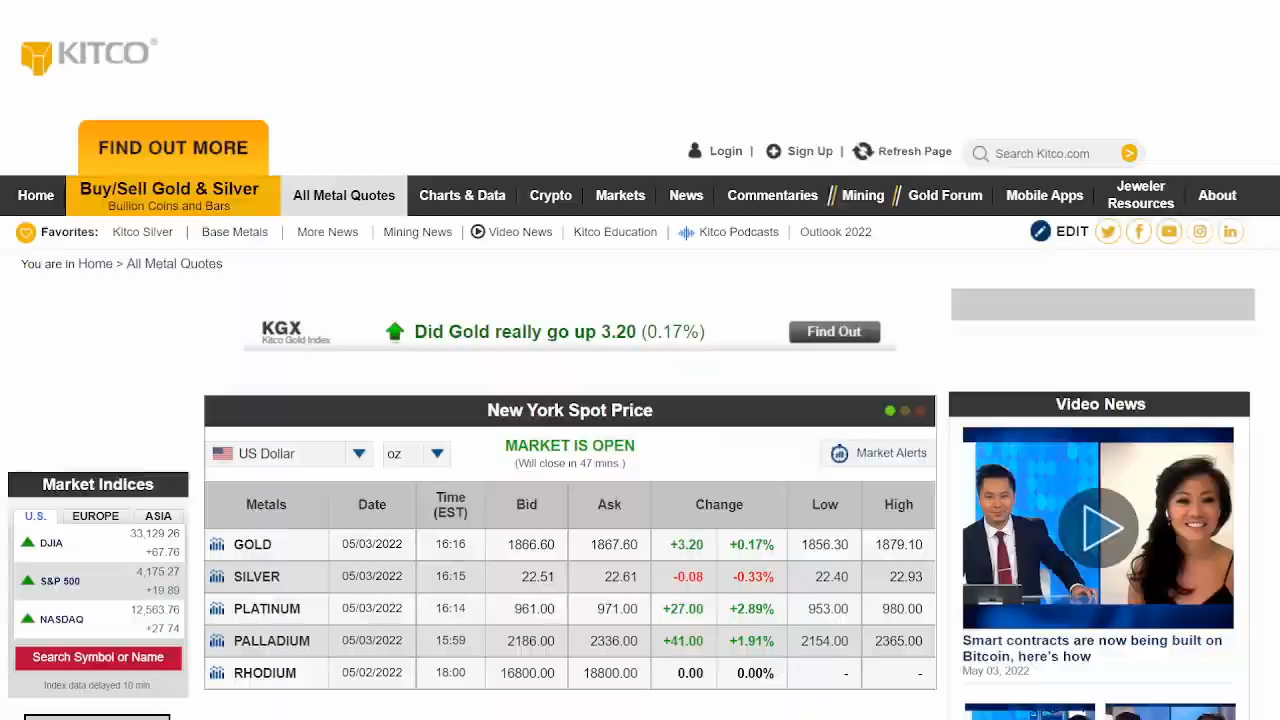 KITCO®
FIND OUT MORE
Login | Sign Up | Refresh Page Search Kitco.com >
Home Buy/Sell Gold & Silver Bullion Coins and Bars All Metal Quotes Charts & Data Crypto Markets News Commentaries // Mining // Gold Forum Mobile Apps Jeweler Resources About
Favorites: Kitco Silver | Base Metals | More News | Mining News | Video News | Kitco Education | Kitco Podcasts | Outlook 2022 EDIT
You are in Home > All Metal Quotes
KGX Did Gold really go up 3.20 (0.17%) Find Out
Kitco Gold Index
Market Indices
U.S. EUROPE ASIA
DJIA 33,129.26
+67.76
S&P 500 4,175.27
+19.89
NASDAQ 12,563.76
+27.74
Search Symbol or Name
Index data delayed 10 min.
New York Spot Price
US Dollar oz MARKET IS OPEN Market Alerts
(Will close in 47 mins.)
Metals Date Time (EST) Bid Ask Change Low High
GOLD 05/03/2022 16:16 1866.60 1867.60 +3.20 +0.17% 1856.30 1879.10
SILVER 05/03/2022 16:15 22.51 22.61 -0.08 -0.33% 22.40 22.93
PLATINUM 05/03/2022 16:14 961.00 971.00 +27.00 +2.89% 953.00 980.00
PALLADIUM 05/03/2022 15:59 2186.00 2336.00 +41.00 +1.91% 2154.00 2365.00
RHODIUM 05/02/2022 18:00 16800.00 18800.00 0.00 0.00% - -
Video News
Smart contracts are now being built on
Bitcoin, here's how
May 03, 2022